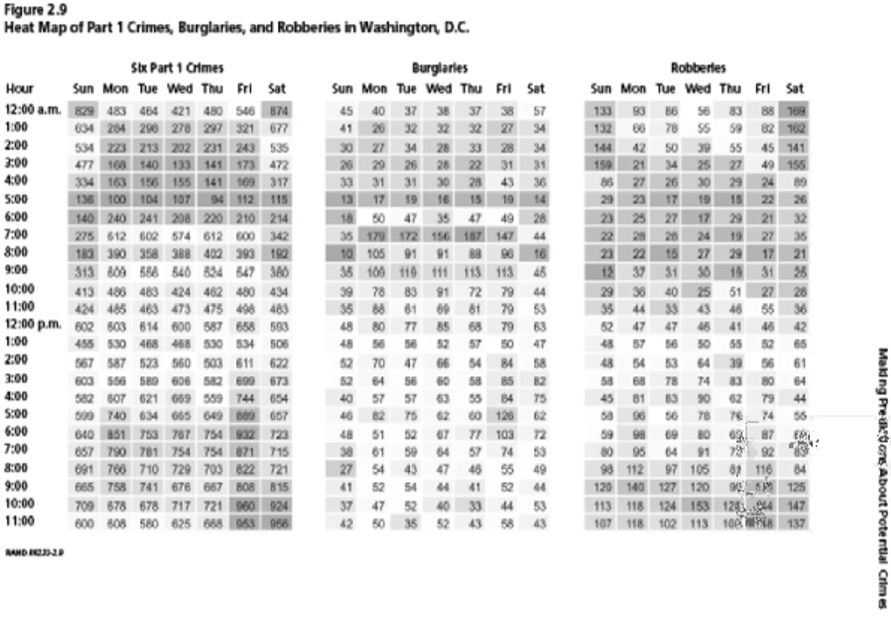 Figure 2.9
Heat Map of Part 1 Crimes, Burglaries, and Robberies in Washington, D.C.
Six Part 1 Crimes Burglaries Robberies
Hour Sun Mon Tue Wed Thu Fri Sat Sun Mon Tue Wed Thu Fri Sat Sun Mon Tue Wed Thu Fri Sat
12:00 a.m. 829 483 464 421 480 546 874 45 40 37 38 37 38 57 133 93 86 56 83 88 169
1:00 634 284 298 278 297 321 677 41 26 32 32 32 27 34 132 66 78 55 59 82 162
2:00 534 223 213 202 231 243 535 30 27 34 28 33 28 34 144 42 50 39 55 45 141
3:00 477 168 140 133 141 173 472 26 29 26 28 22 31 31 159 21 34 25 27 49 155
4:00 334 163 156 155 141 169 317 33 31 31 30 28 43 36 86 27 26 30 29 24 89
5:00 136 100 104 107 94 112 115 13 17 19 16 15 19 14 29 23 17 19 15 22 26
6:00 140 240 241 208 220 210 214 18 50 47 35 47 49 28 23 25 27 17 29 21 32
7:00 275 612 602 574 612 600 342 35 179 172 156 187 147 44 22 28 28 24 19 27 35
8:00 183 390 358 388 402 393 192 10 105 91 91 88 96 16 23 22 15 27 29 17 21
9:00 313 609 556 540 524 547 380 35 109 119 111 113 113 45 12 37 31 30 19 31 25
10:00 413 486 483 424 462 480 434 39 78 83 91 72 79 44 29 36 40 25 51 27 28
11:00 424 485 463 473 475 498 483 35 88 61 69 81 79 53 35 44 33 43 46 55 36
12:00 p.m. 602 603 614 600 587 658 593 48 80 77 85 68 79 63 52 47 47 46 41 46 42
1:00 455 530 468 468 530 534 506 48 56 56 52 57 50 47 48 57 56 50 55 52 65
2:00 567 587 523 560 503 611 622 52 70 47 66 54 84 58 48 54 53 64 39 56 61
3:00 603 556 589 606 582 699 673 52 64 56 60 58 85 82 58 68 78 74 83 80 64
4:00 582 607 621 669 559 744 654 40 57 57 63 55 84 75 45 81 83 90 62 79 44
5:00 599 740 634 665 649 889 657 46 82 75 62 60 126 62 58 96 56 78 76 74 55
6:00 640 851 753 767 754 932 723 48 51 52 67 77 103 72 59 98 69 80 87
7:00 657 790 781 754 754 871 715 38 61 59 64 57 74 53 80 95 64 91 92
8:00 691 766 710 729 703 822 721 27 54 43 47 46 55 49 98 112 97 105 116 84
9:00 665 758 741 676 667 808 815 41 52 54 44 41 52 44 120 140 127 120 125
10:00 709 678 678 717 721 960 924 37 47 52 40 33 44 53 113 118 124 153 147
11:00 600 608 580 625 668 953 956 42 50 35 52 43 58 43 107 118 102 113 137
RAND
Making Predictions About Potential Crimes